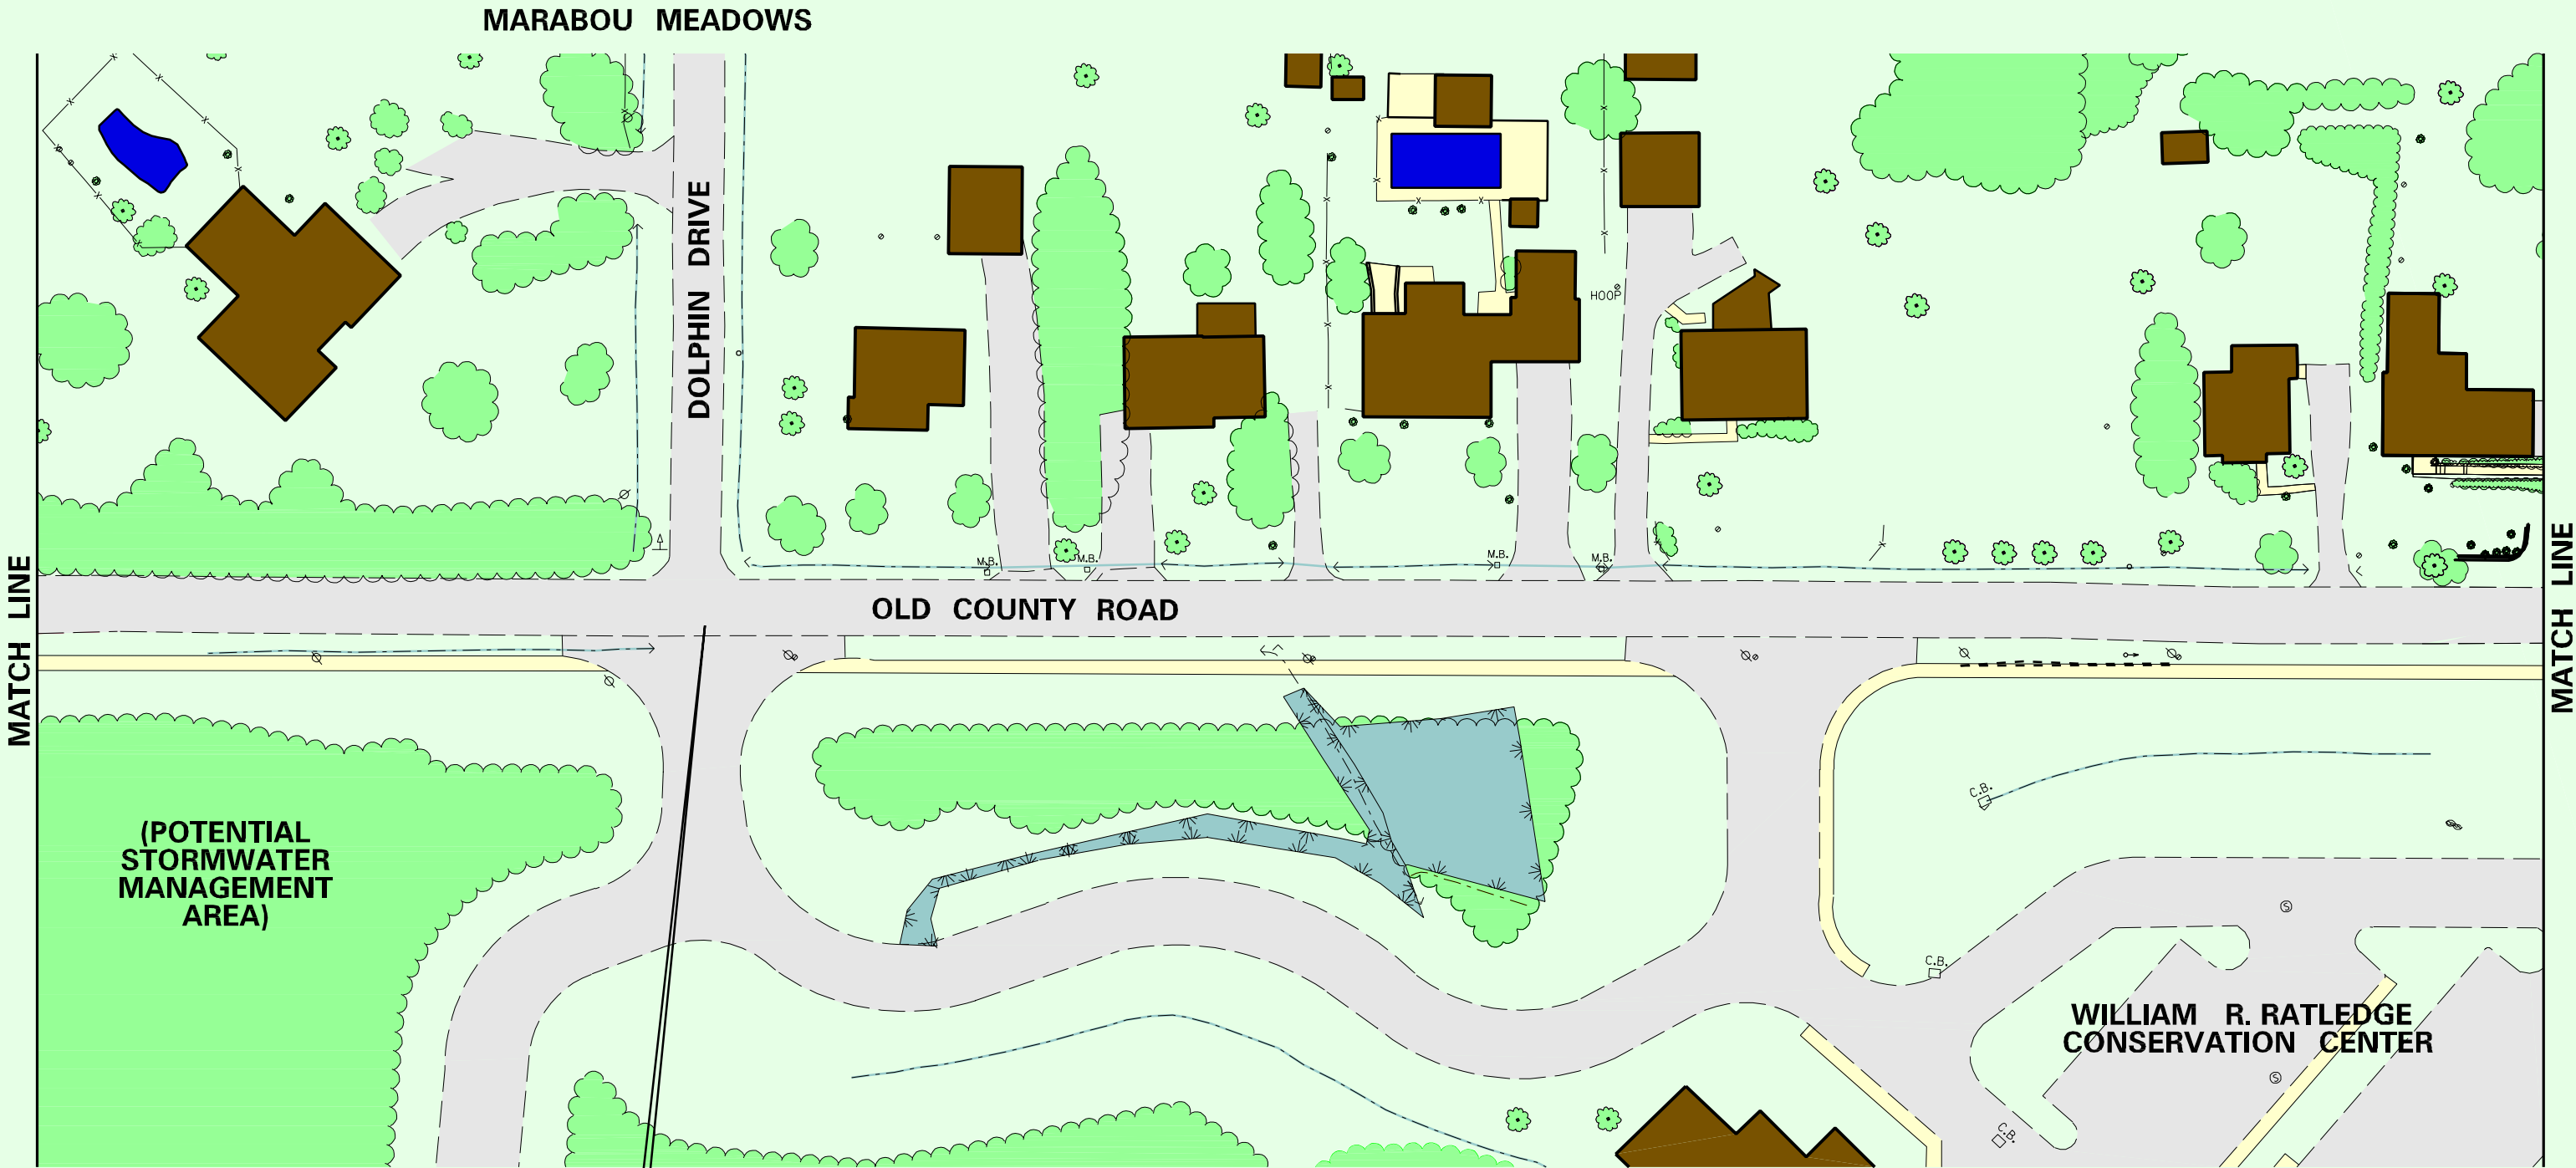 MARABOU MEADOWS
DOLPHIN DRIVE
HOOP
M.B.
M.B.
M.B.
M.B.
OLD COUNTY ROAD
MATCH LINE
MATCH LINE
C.B.
(POTENTIAL
STORMWATER
MANAGEMENT
AREA)
S
C.B.
WILLIAM R. RATLEDGE
CONSERVATION CENTER
S
C.B.